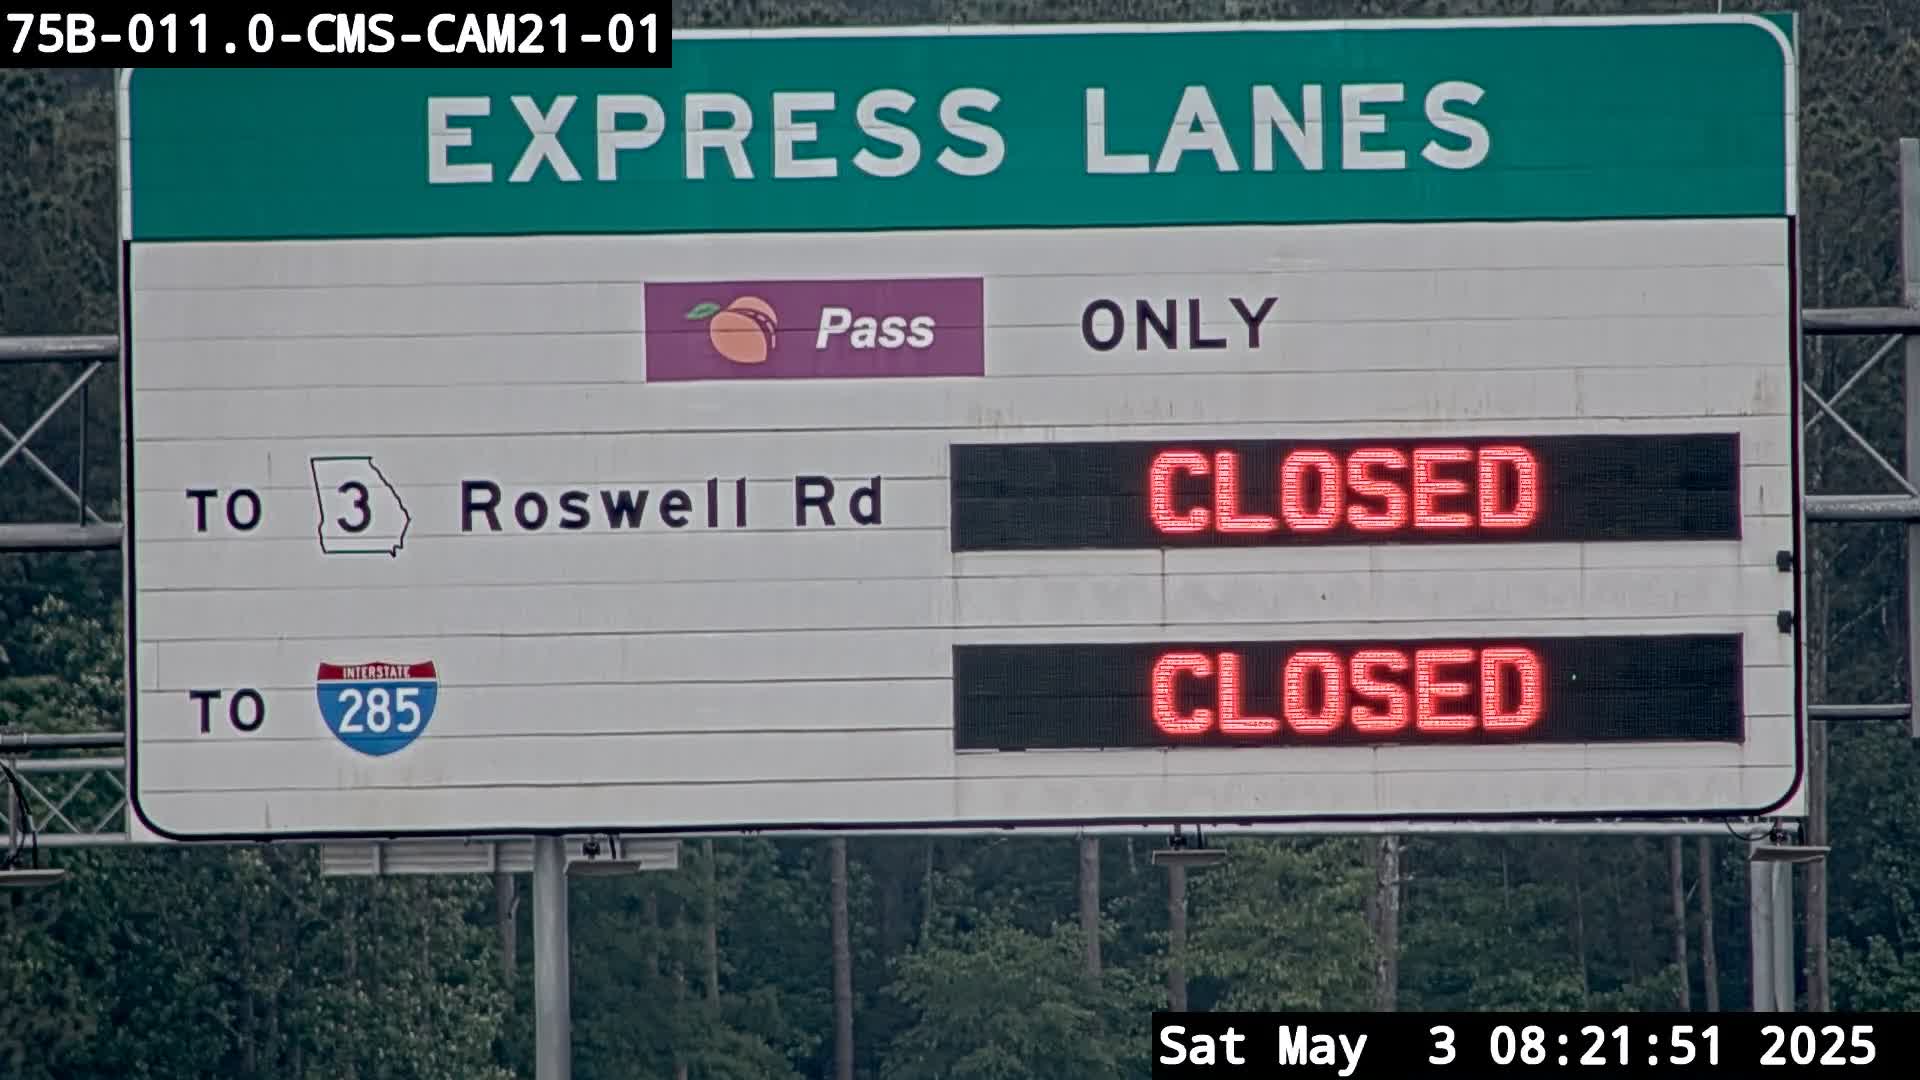 75B-011.0-CMS-CAM21-01
EXPRESS LANES
Pass ONLY
TO 3 Roswell Rd CLOSED
INTERSTATE
TO 285 CLOSED
Sat May 3 08:21:51 2025